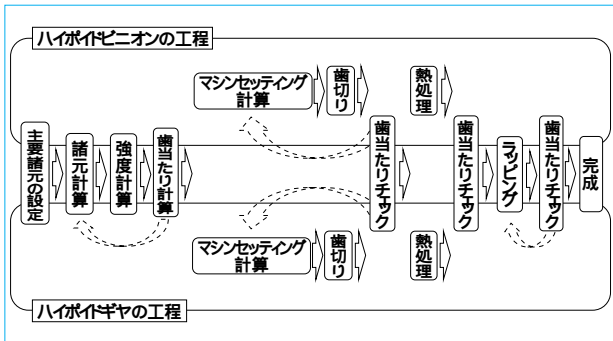 ハイポイドピニオンの工程
マシンセッティング
計算
歯切り
熱処理
主要諸元の設定
諸元計算
強度計算
歯当たり計算
歯当たりチェック
歯当たりチェック
ラッピング
歯当たりチェック
完成
マシンセッティング
計算
歯切り
熱処理
ハイポイドギヤの工程